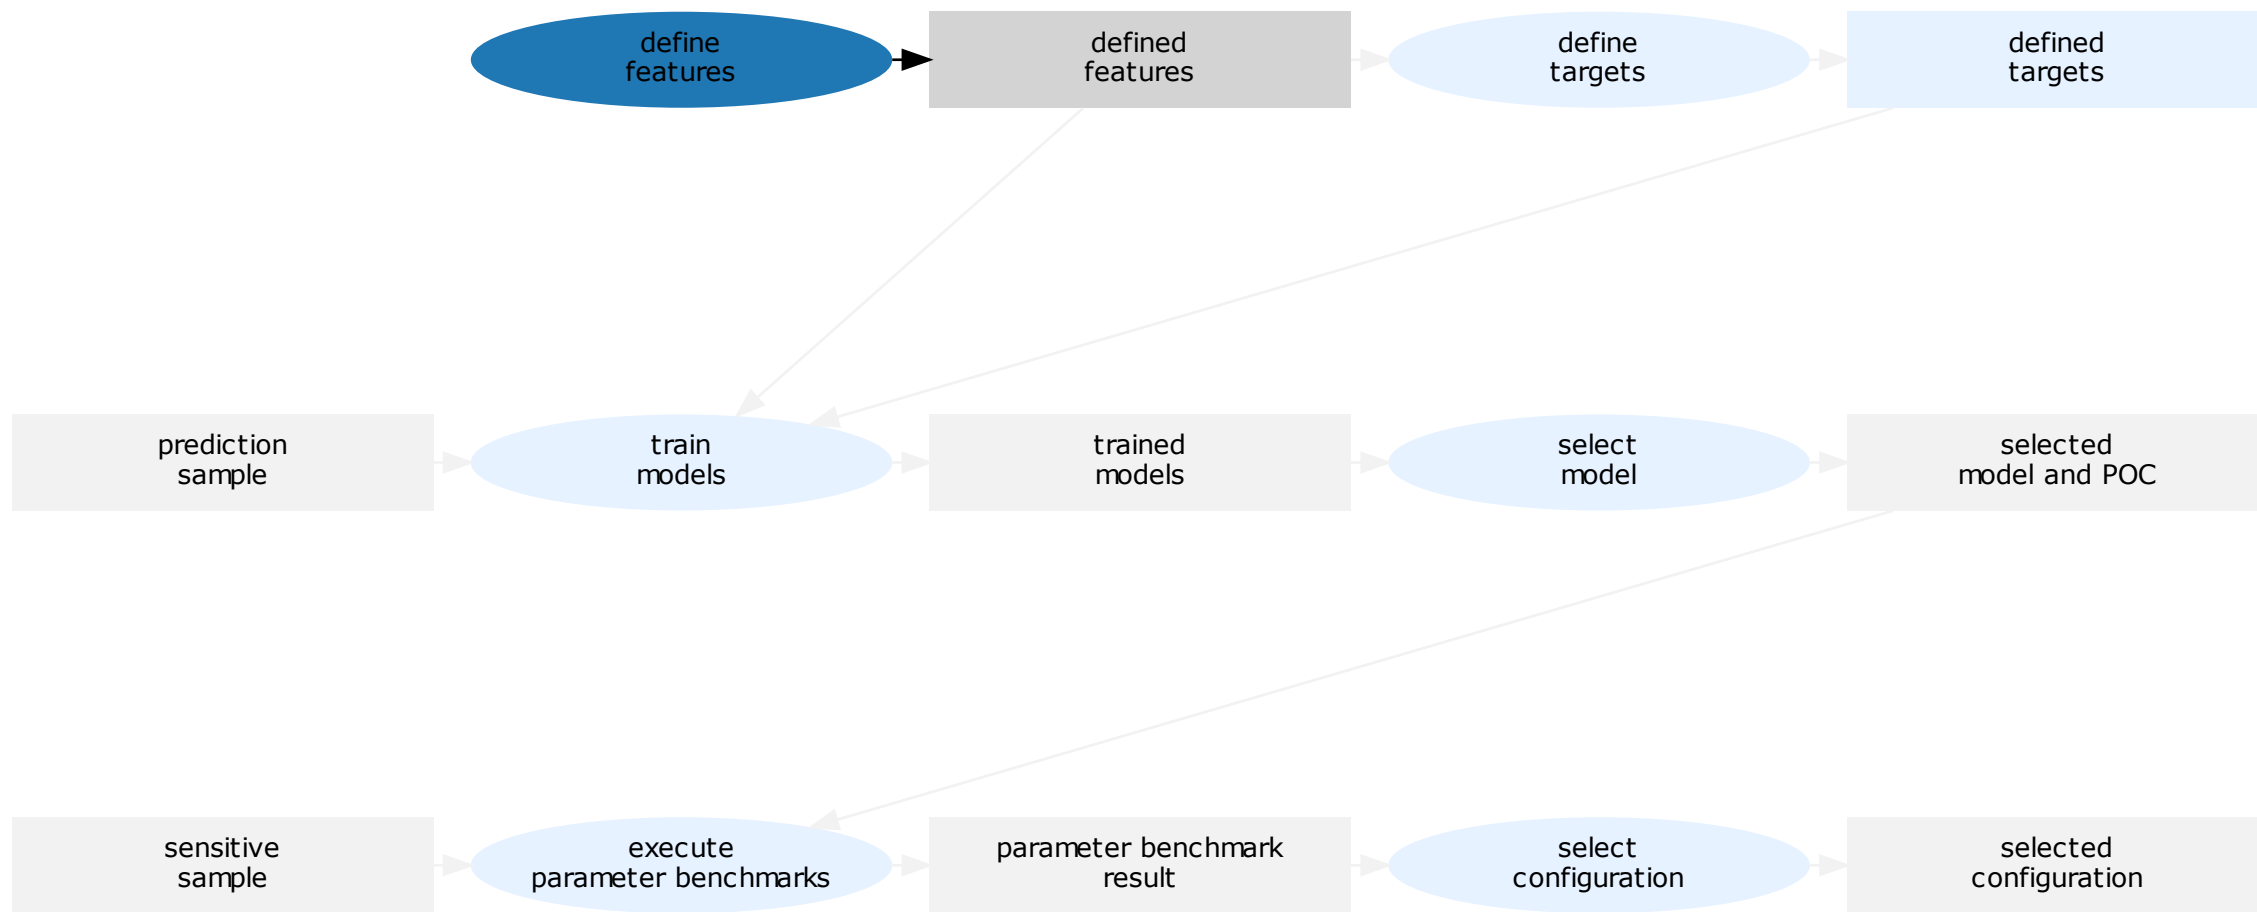 define
features
defined
features
define
targets
defined
targets
prediction
sample
train
models
trained
models
select
model
selected
model and POC
sensitive
sample
execute
parameter benchmarks
parameter benchmark
result
select
configuration
selected
configuration